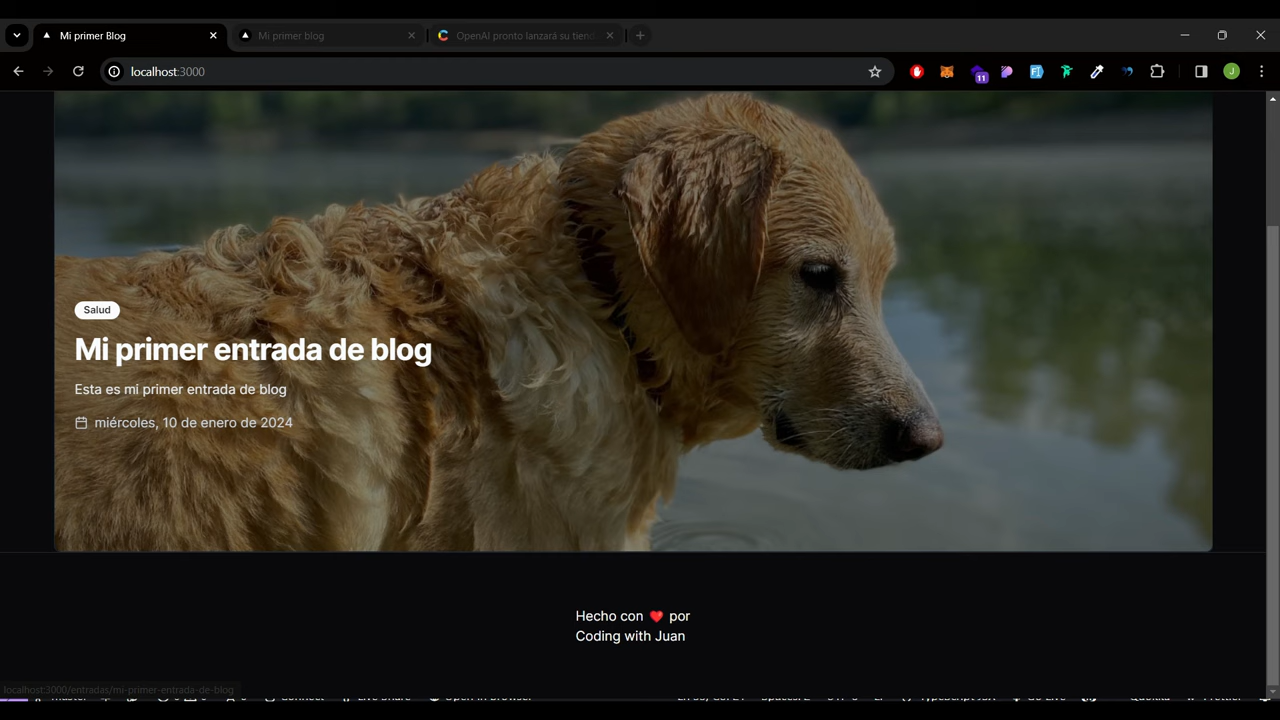 Mi primer Blog
Mi primer blog
OpenAI pronto lanzará su tiend
localhost:3000
11
J
Salud
Mi primer entrada de blog
Esta es mi primer entrada de blog
miércoles, 10 de enero de 2024
Hecho con ❤️ por
Coding with Juan
localhost:3000/entradas/mi-primer-entrada-de-blog